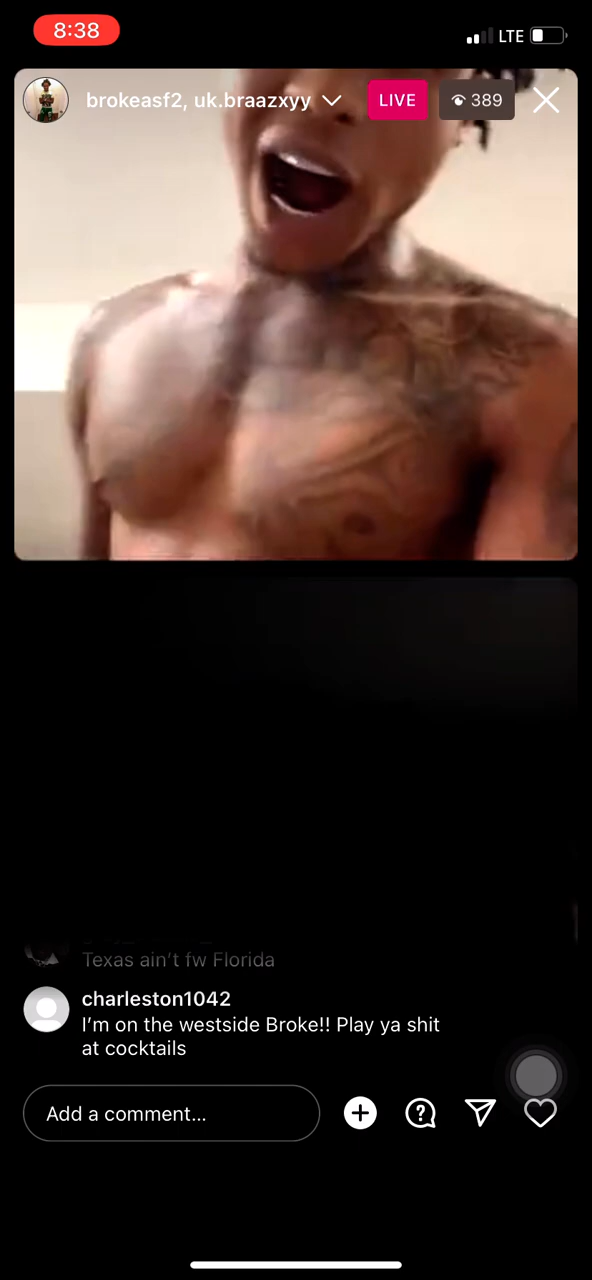 8:38
LTE
brokeasf2, uk.braazxyy
LIVE
389
Texas ain't fw Florida
charleston1042
I'm on the westside Broke!! Play ya shit
at cocktails
Add a comment...